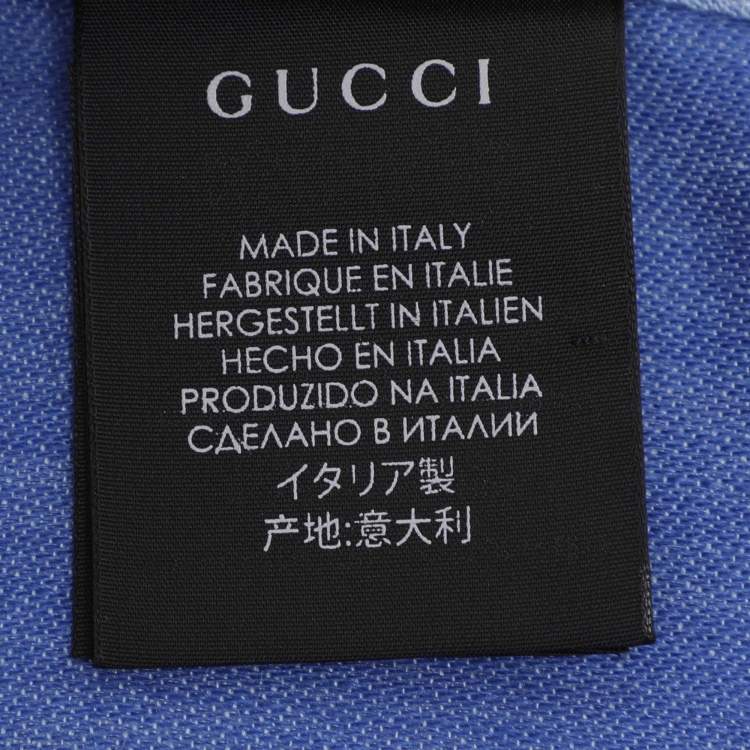 GUCCI
MADE IN ITALY
FABRIQUE EN ITALIE
HERGESTELLT IN ITALIEN
HECHO EN ITALIA
PRODUZIDO NA ITALIA
СДЕЛАНО В ИТАЛИИ
イタリア製
产地:意大利